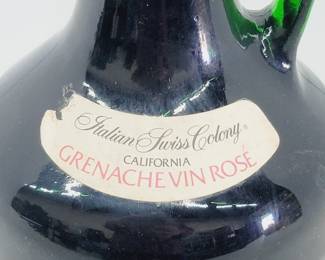 Italian Swiss Colony®
CALIFORNIA
GRENACHE VIN ROSÉ